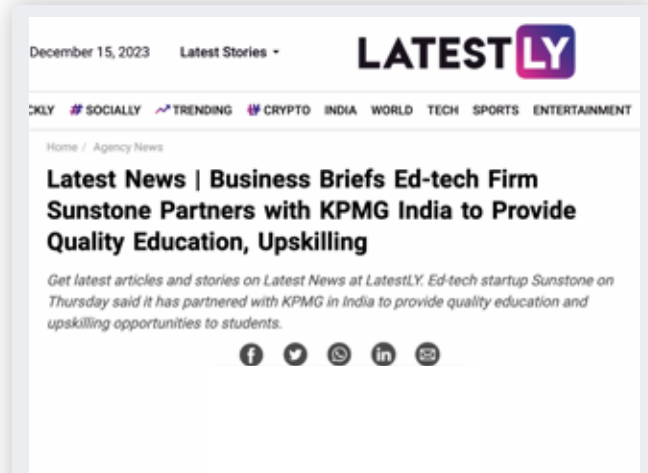 December 15, 2023 Latest Stories LATESTLY
CKLY # SOCIALLY TRENDING CRYPTO INDIA WORLD TECH SPORTS ENTERTAINMENT
Home / Agency News
Latest News | Business Briefs Ed-tech Firm
Sunstone Partners with KPMG India to Provide
Quality Education, Upskilling
Get latest articles and stories on Latest News at LatestLY. Ed-tech startup Sunstone on
Thursday said it has partnered with KPMG in India to provide quality education and
upskilling opportunities to students.